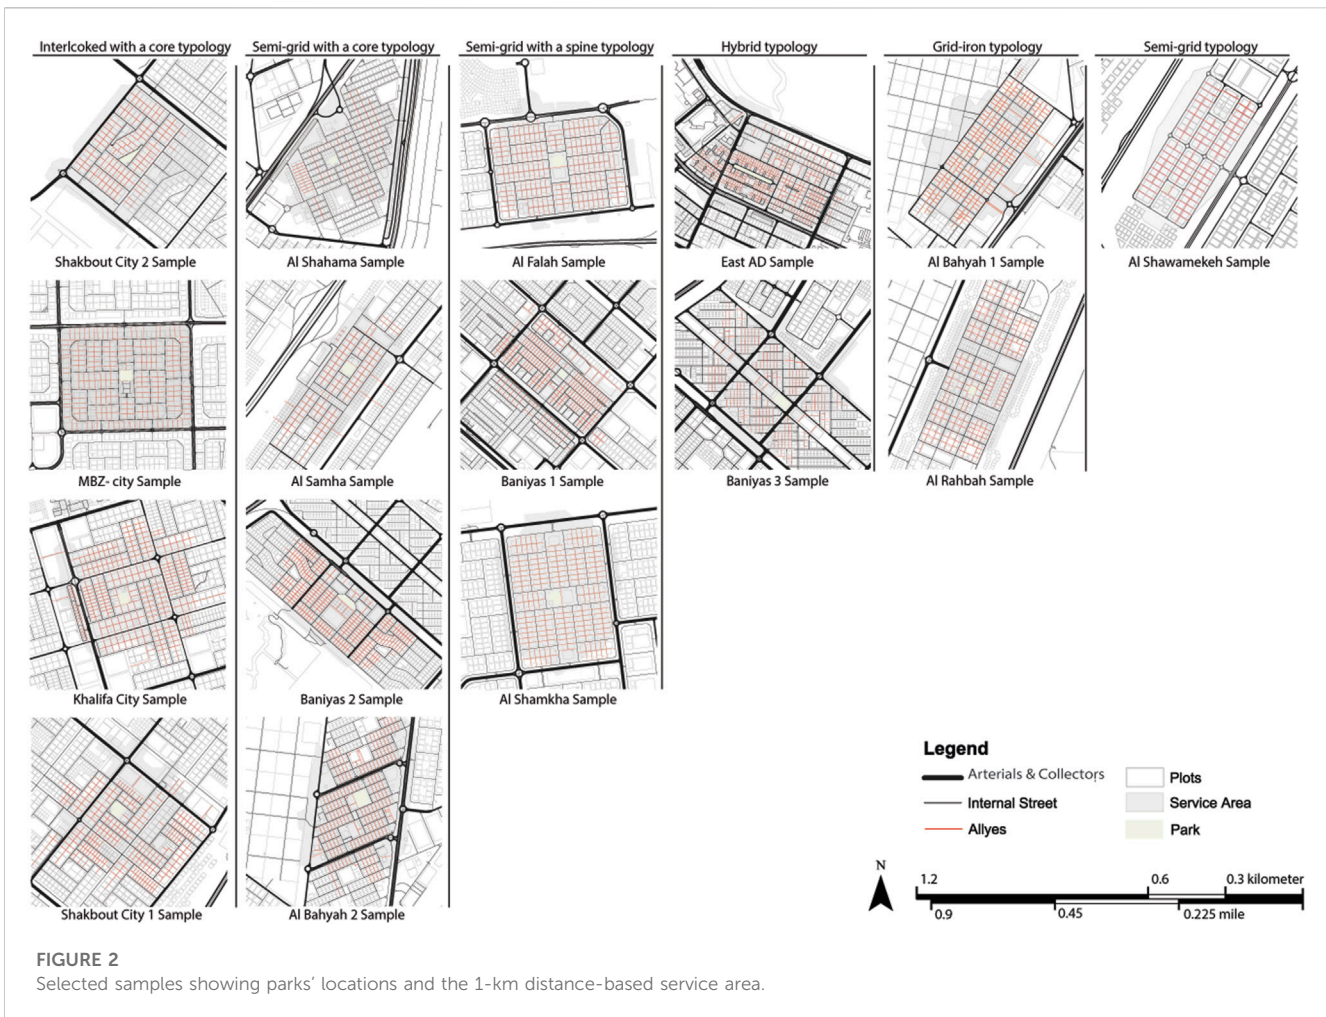 Interlcoked with a core typology
Semi-grid with a core typology
Semi-grid with a spine typology
Hybrid typology
Grid-iron typology
Semi-grid typology
Shakbout City 2 Sample
Al Shahama Sample
Al Falah Sample
East AD Sample
Al Bahyah 1 Sample
Al Shawamekeh Sample
MBZ- city Sample
Al Samha Sample
Baniyas 1 Sample
Baniyas 3 Sample
Al Rahbah Sample
Khalifa City Sample
Baniyas 2 Sample
Al Shamkha Sample
Shakbout City 1 Sample
Al Bahyah 2 Sample
Legend
Arterials & Collectors
Internal Street
Allyes
Plots
Service Area
Park
N
1.2 0.6 0.3 kilometer
0.9 0.45 0.225 mile
FIGURE 2
Selected samples showing parks’ locations and the 1-km distance-based service area.